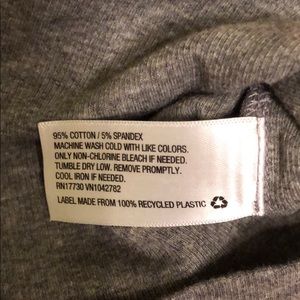 95% COTTON / 5% SPANDEX
MACHINE WASH COLD WITH LIKE COLORS.
ONLY NON-CHLORINE BLEACH IF NEEDED.
TUMBLE DRY LOW. REMOVE PROMPTLY.
COOL IRON IF NEEDED.
RN17730 VN1042782
LABEL MADE FROM 100% RECYCLED PLASTIC